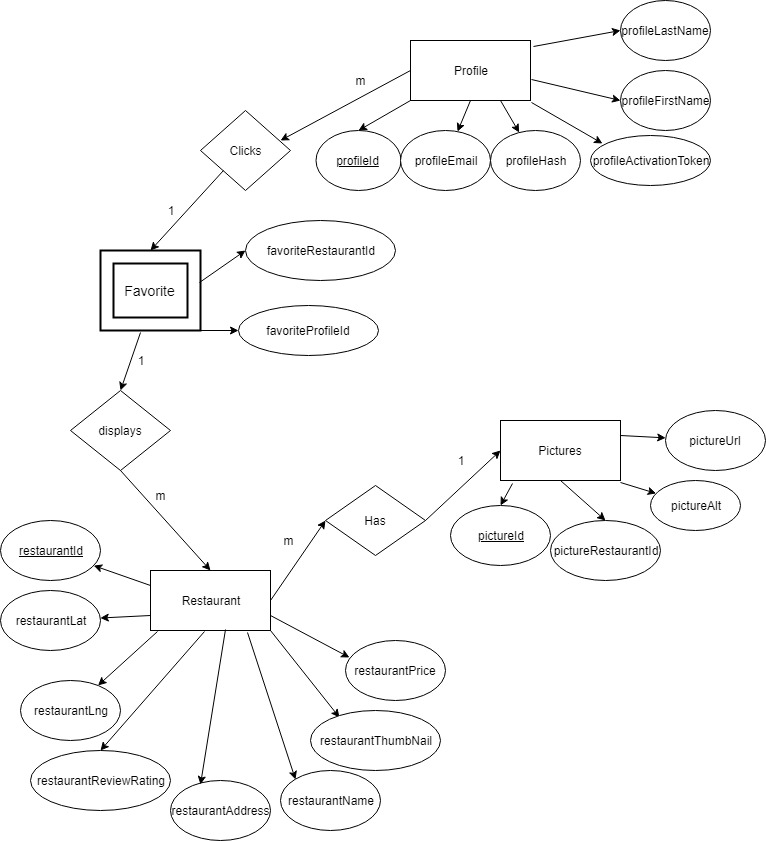 profileLastName
Profile
m
profileFirstName
Clicks
profileId
profileEmail
profileHash
profileActivationToken
1
favoriteRestaurantId
Favorite
favoriteProfileId
1
displays
pictureUrl
Pictures
1
m
pictureAlt
Has
pictureId
m
restaurantId
pictureRestaurantId
Restaurant
restaurantLat
restaurantPrice
restaurantLng
restaurantThumbNail
restaurantReviewRating
restaurantName
restaurantAddress